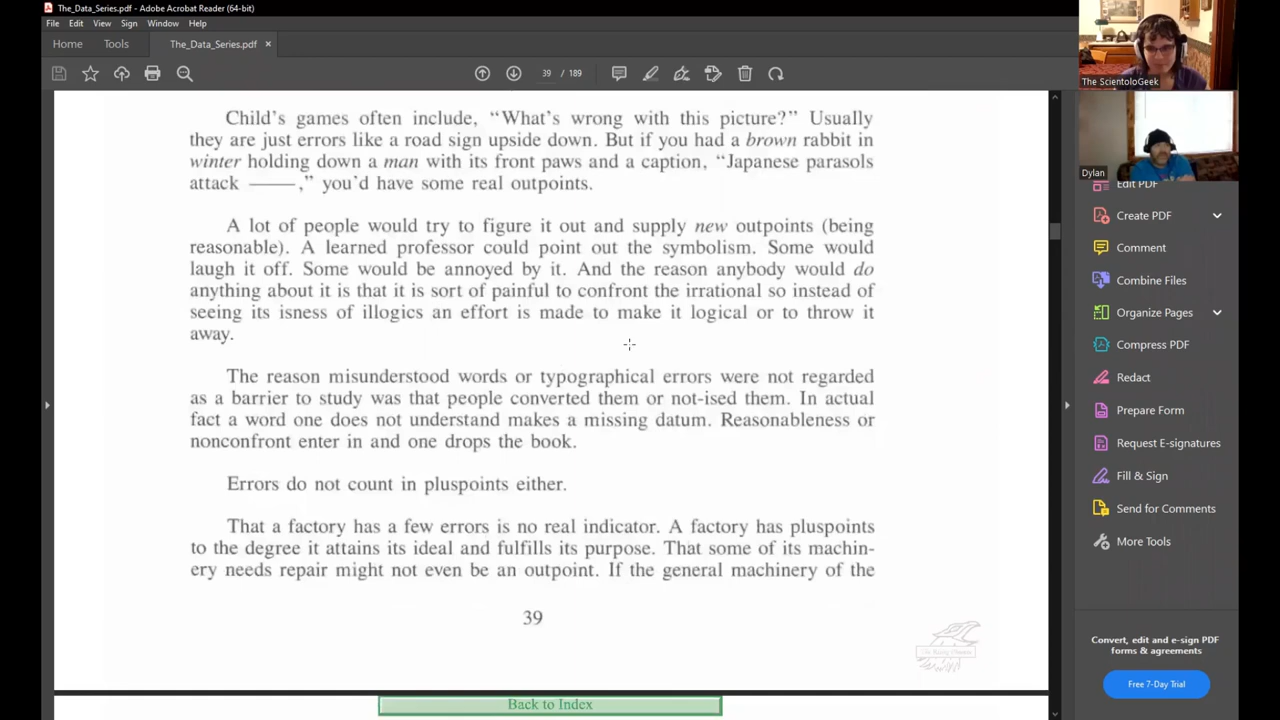 The_Data_Series.pdf - Adobe Acrobat Reader (64-bit)
File Edit View Sign Window Help
Home Tools The_Data_Series.pdf ×
39 / 189
The ScientoloGeek
Dylan
Child's games often include, "What's wrong with this picture?" Usually
they are just errors like a road sign upside down. But if you had a brown rabbit in
winter holding down a man with its front paws and a caption, "Japanese parasols
attack ——," you'd have some real outpoints.
A lot of people would try to figure it out and supply new outpoints (being
reasonable). A learned professor could point out the symbolism. Some would
laugh it off. Some would be annoyed by it. And the reason anybody would do
anything about it is that it is sort of painful to confront the irrational so instead of
seeing its isness of illogics an effort is made to make it logical or to throw it
away.
The reason misunderstood words or typographical errors were not regarded
as a barrier to study was that people converted them or not-ised them. In actual
fact a word one does not understand makes a missing datum. Reasonableness or
nonconfront enter in and one drops the book.
Errors do not count in pluspoints either.
That a factory has a few errors is no real indicator. A factory has pluspoints
to the degree it attains its ideal and fulfills its purpose. That some of its machin-
ery needs repair might not even be an outpoint. If the general machinery of the
39
Back to Index
Edit PDF
Create PDF
Comment
Combine Files
Organize Pages
Compress PDF
Redact
Prepare Form
Request E-signatures
Fill & Sign
Send for Comments
More Tools
Convert, edit and e-sign PDF
forms & agreements
Free 7-Day Trial